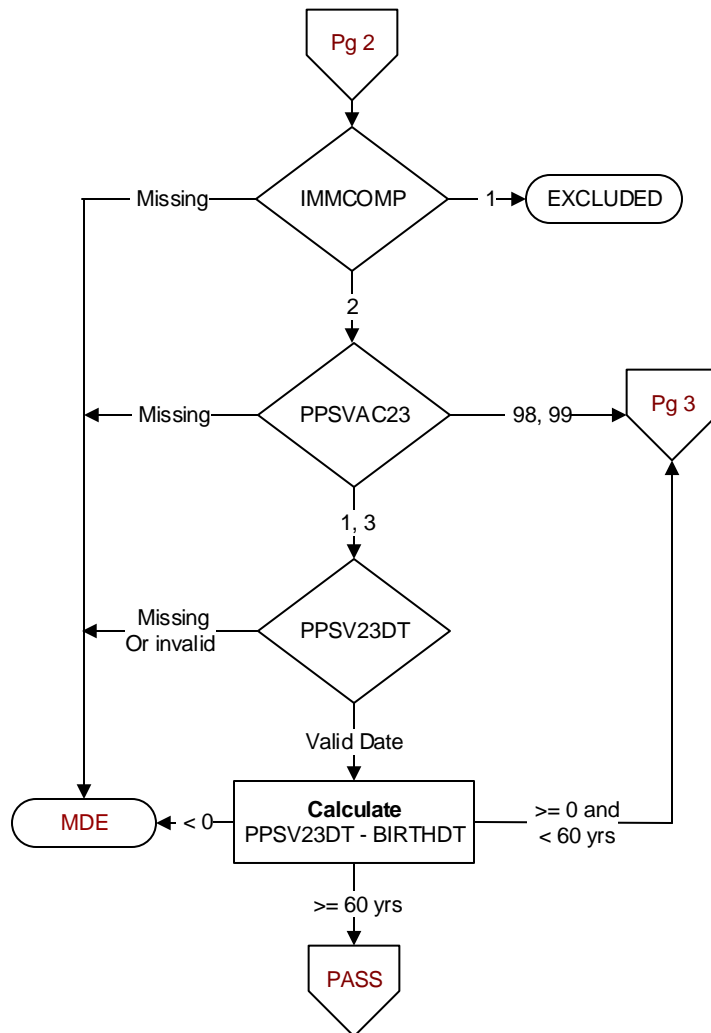 Pg 2
IMMCOMP
Missing
1
EXCLUDED
2
PPSVAC23
Missing
98, 99
Pg 3
1, 3
PPSV23DT
Missing
Or invalid
Valid Date
Calculate
PPSV23DT - BIRTHDT
< 0
MDE
>= 0 and
< 60 yrs
>= 60 yrs
PASS